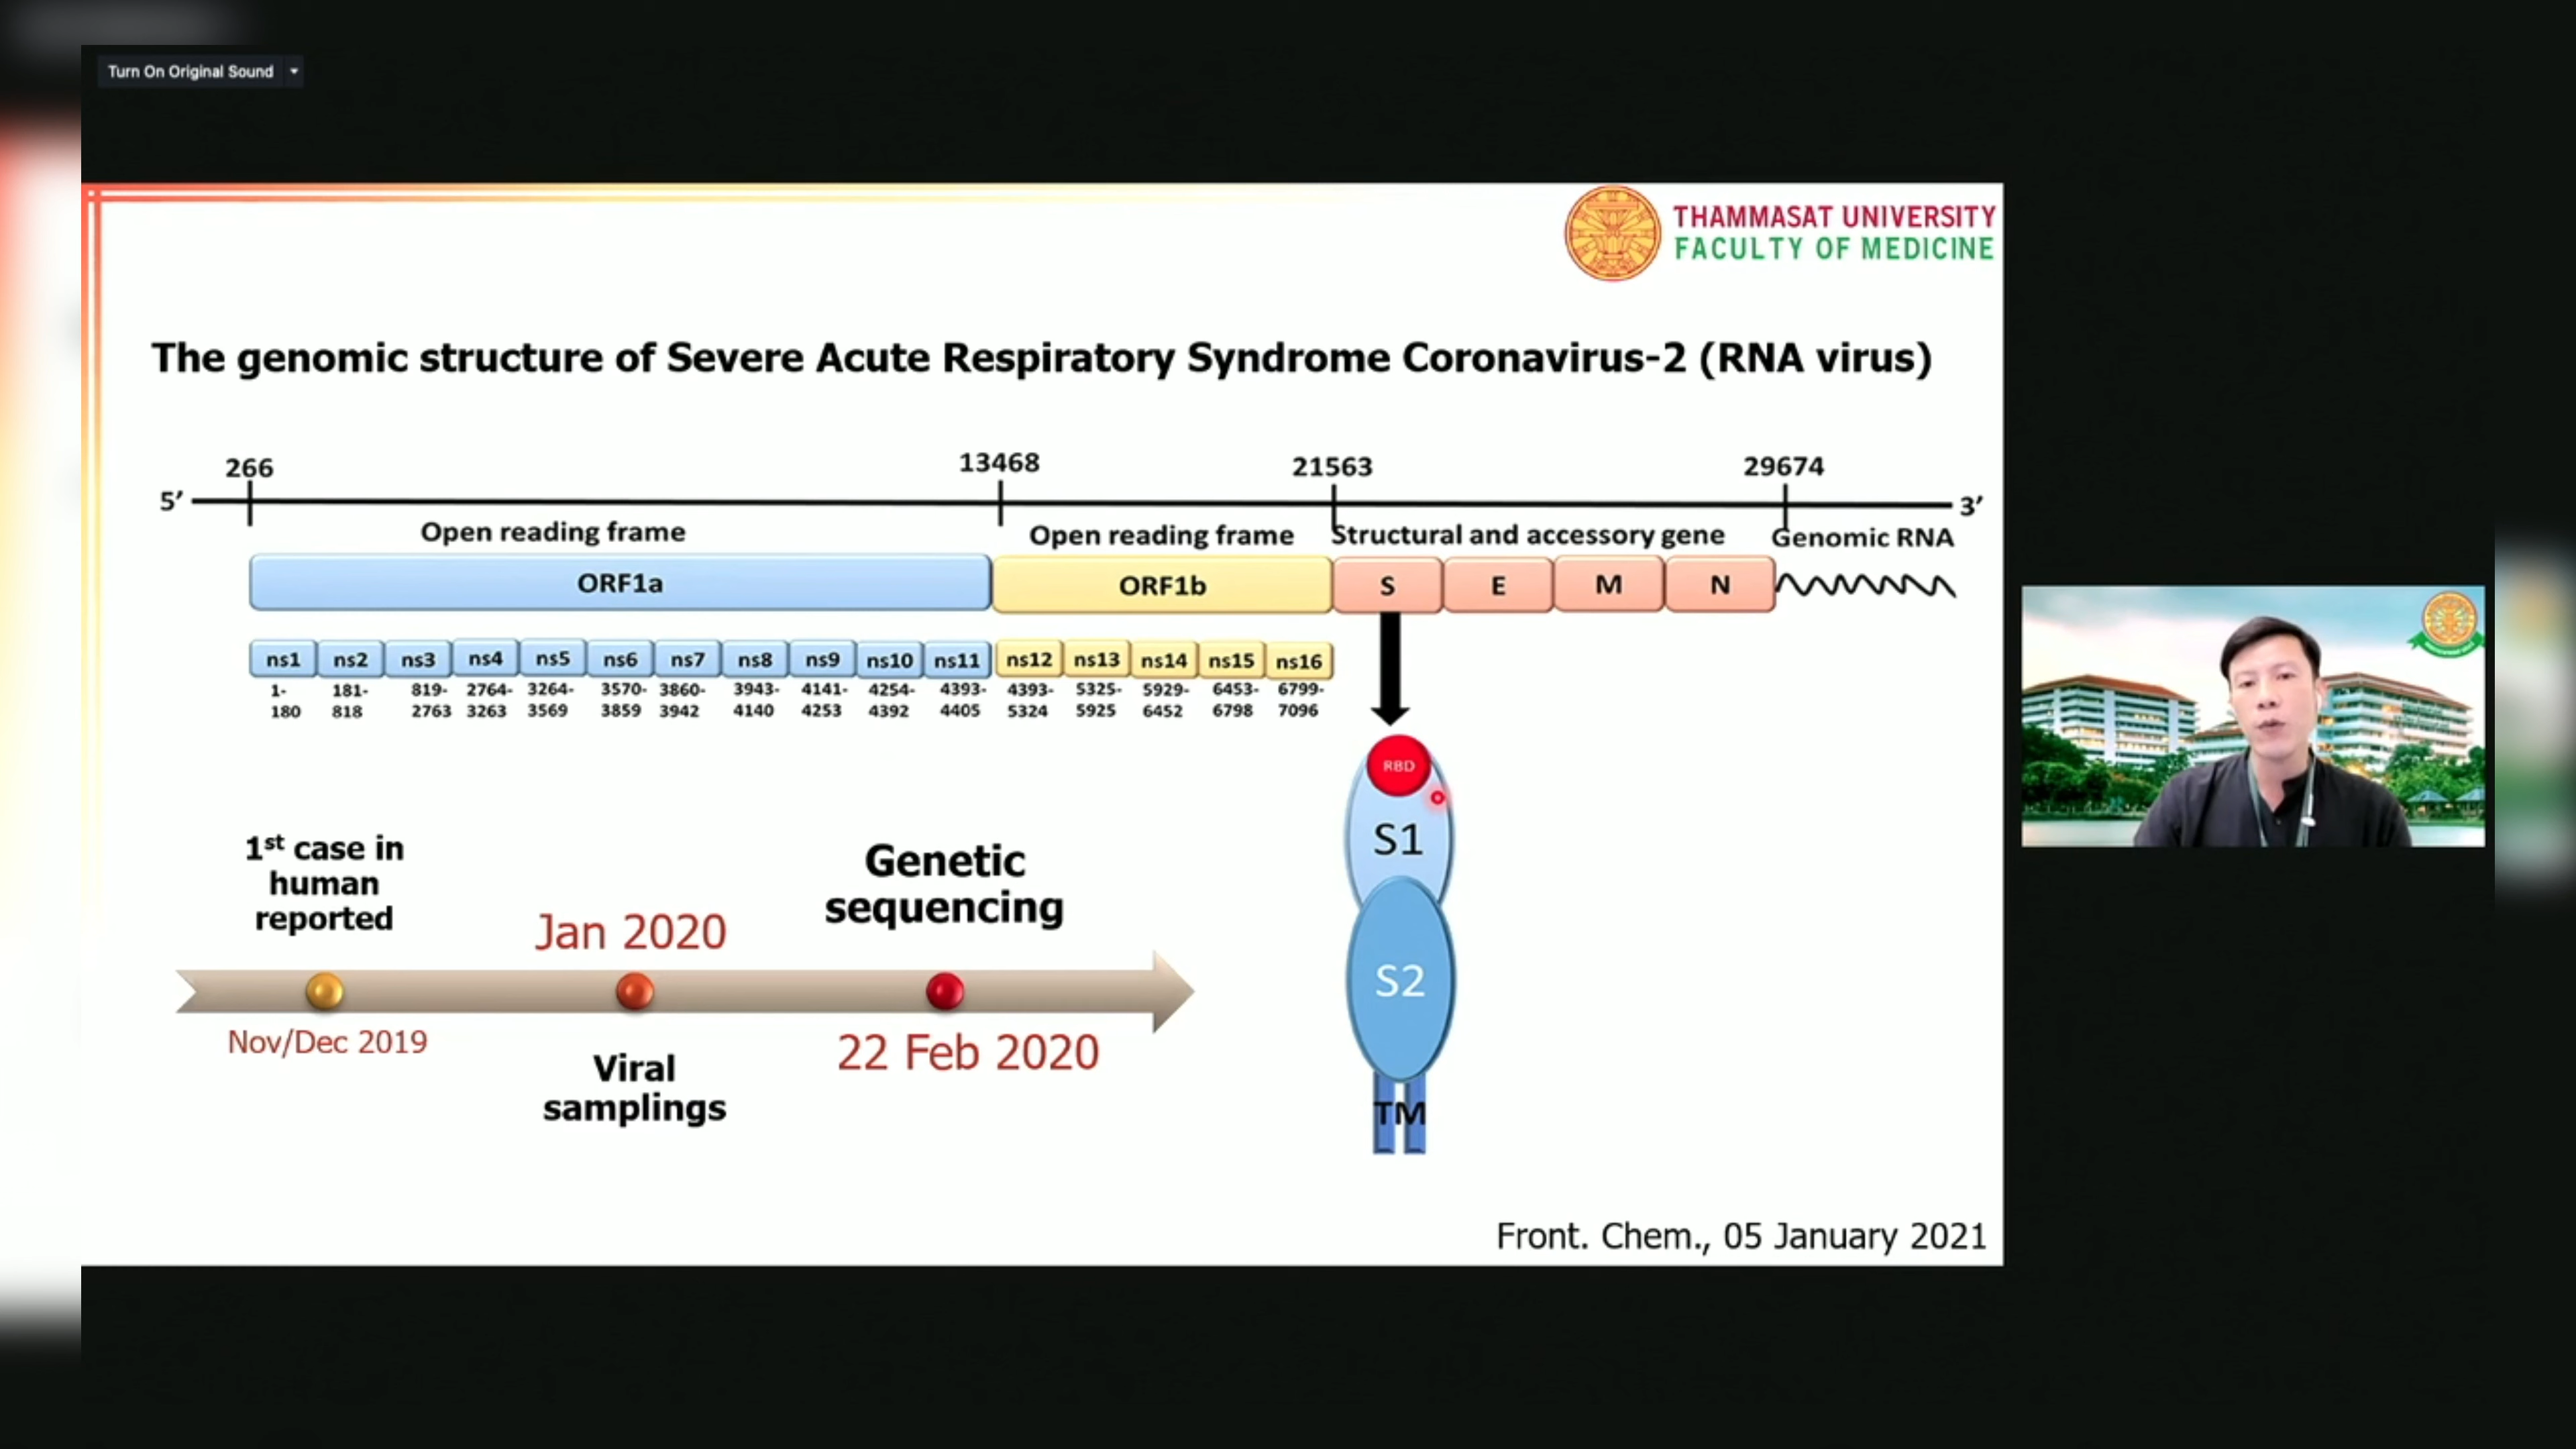 Turn On Original Sound
THAMMASAT UNIVERSITY
FACULTY OF MEDICINE
The genomic structure of Severe Acute Respiratory Syndrome Coronavirus-2 (RNA virus)
266 13468 21563 29674
5’ 3’
Open reading frame Open reading frame Structural and accessory gene Genomic RNA
ORF1a ORF1b S E M N
ns1 ns2 ns3 ns4 ns5 ns6 ns7 ns8 ns9 ns10 ns11 ns12 ns13 ns14 ns15 ns16
1- 181- 819- 2764- 3264- 3570- 3860- 3943- 4141- 4254- 4393- 4393- 5325- 5929- 6453- 6799-
180 818 2763 3263 3569 3859 3942 4140 4253 4392 4405 5324 5925 6452 6798 7096
RBD
S1
S2
TM
1st case in
human
reported
Nov/Dec 2019
Jan 2020
Viral
samplings
Genetic
sequencing
22 Feb 2020
Front. Chem., 05 January 2021